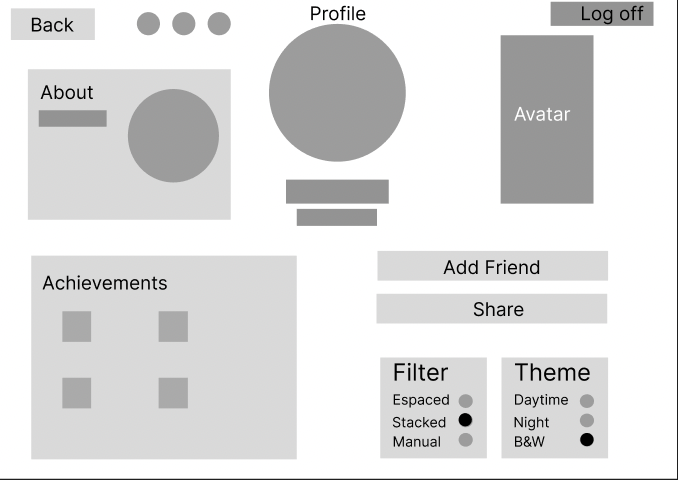 Back
Profile
Log off
About
Avatar
Achievements
Add Friend
Share
Filter
Espaced
Stacked
Manual
Theme
Daytime
Night
B&W